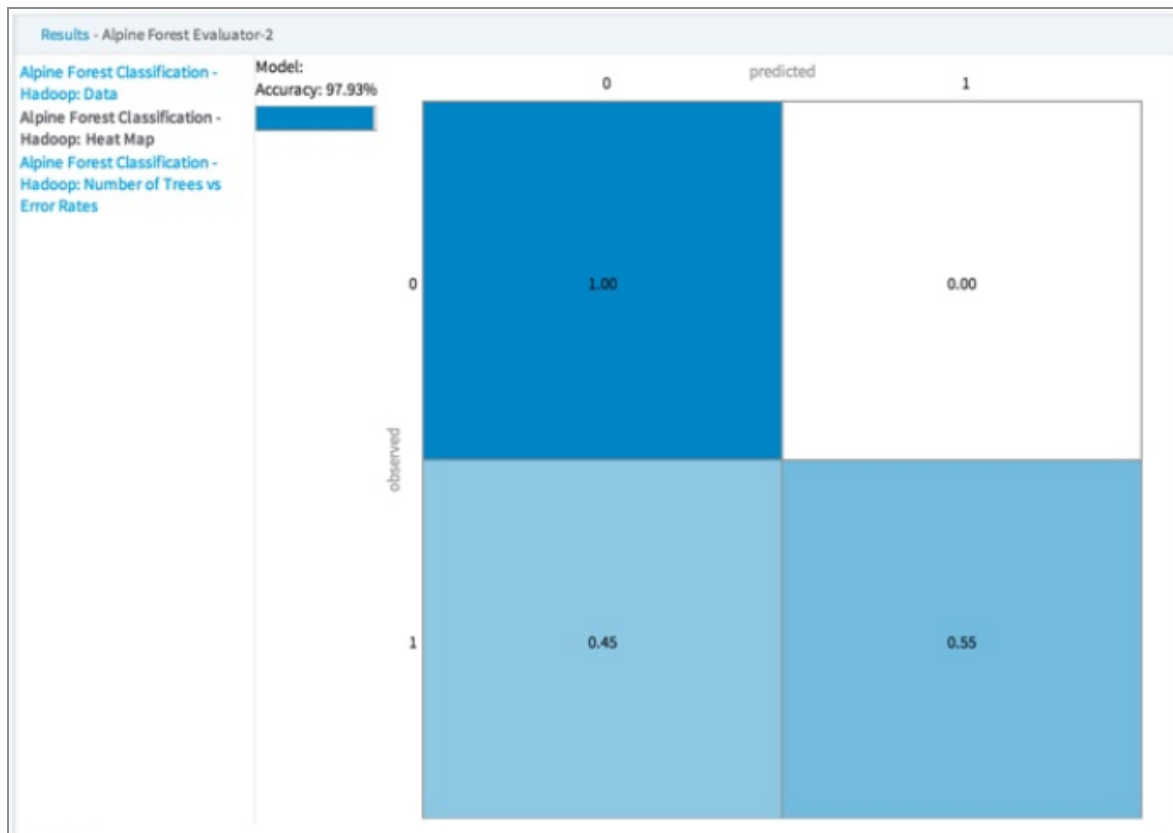 Results - Alpine Forest Evaluator-2
Alpine Forest Classification -
Hadoop: Data
Alpine Forest Classification -
Hadoop: Heat Map
Alpine Forest Classification -
Hadoop: Number of Trees vs
Error Rates
Model:
Accuracy: 97.93%
predicted
0 1
observed
0 1.00 0.00
1 0.45 0.55